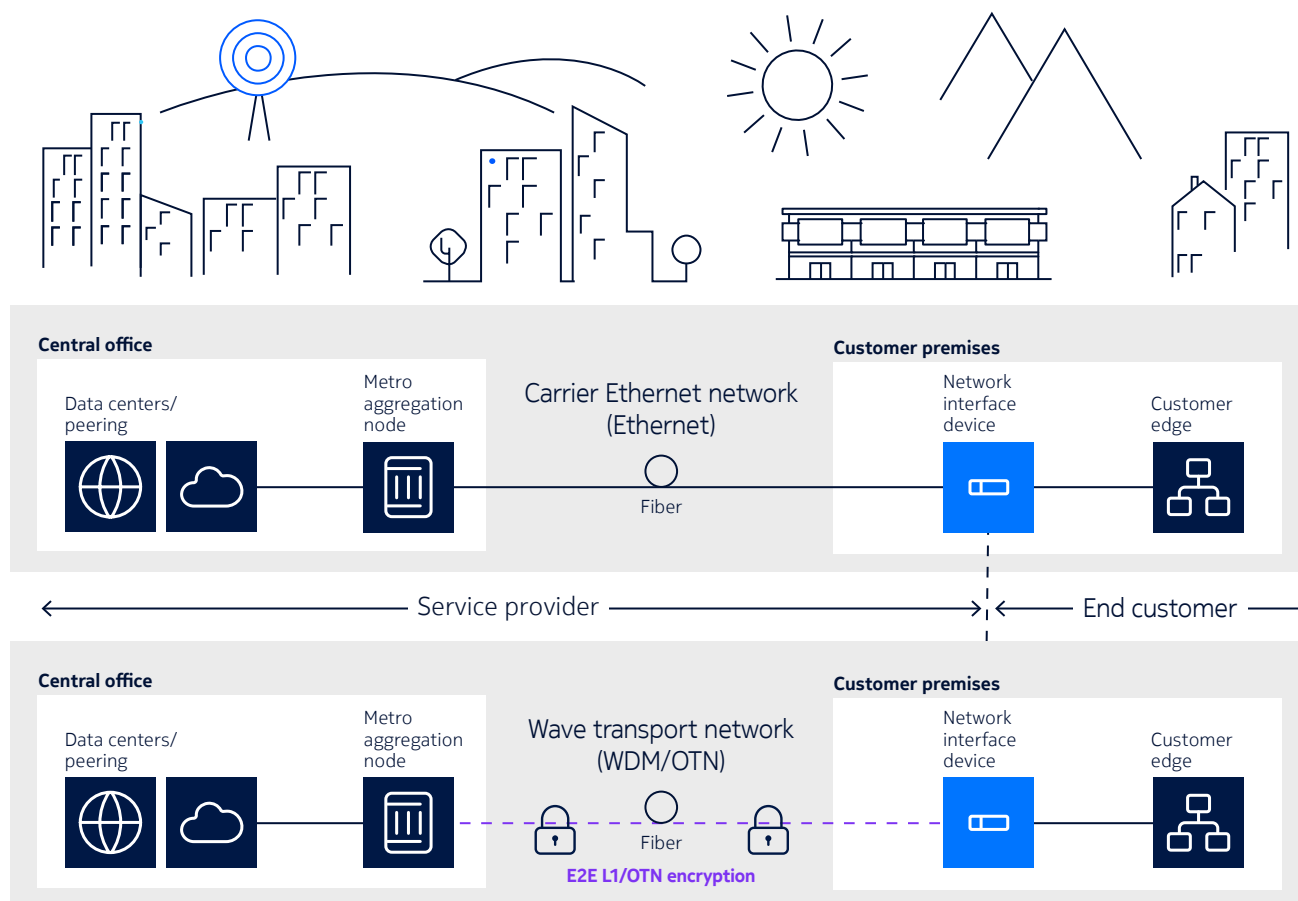 Central office
Data centers/
peering
Metro
aggregation
node
Carrier Ethernet network
(Ethernet)
Fiber
Customer premises
Network
interface
device
Customer
edge
Service provider
End customer
Central office
Data centers/
peering
Metro
aggregation
node
Wave transport network
(WDM/OTN)
Fiber
E2E L1/OTN encryption
Customer premises
Network
interface
device
Customer
edge